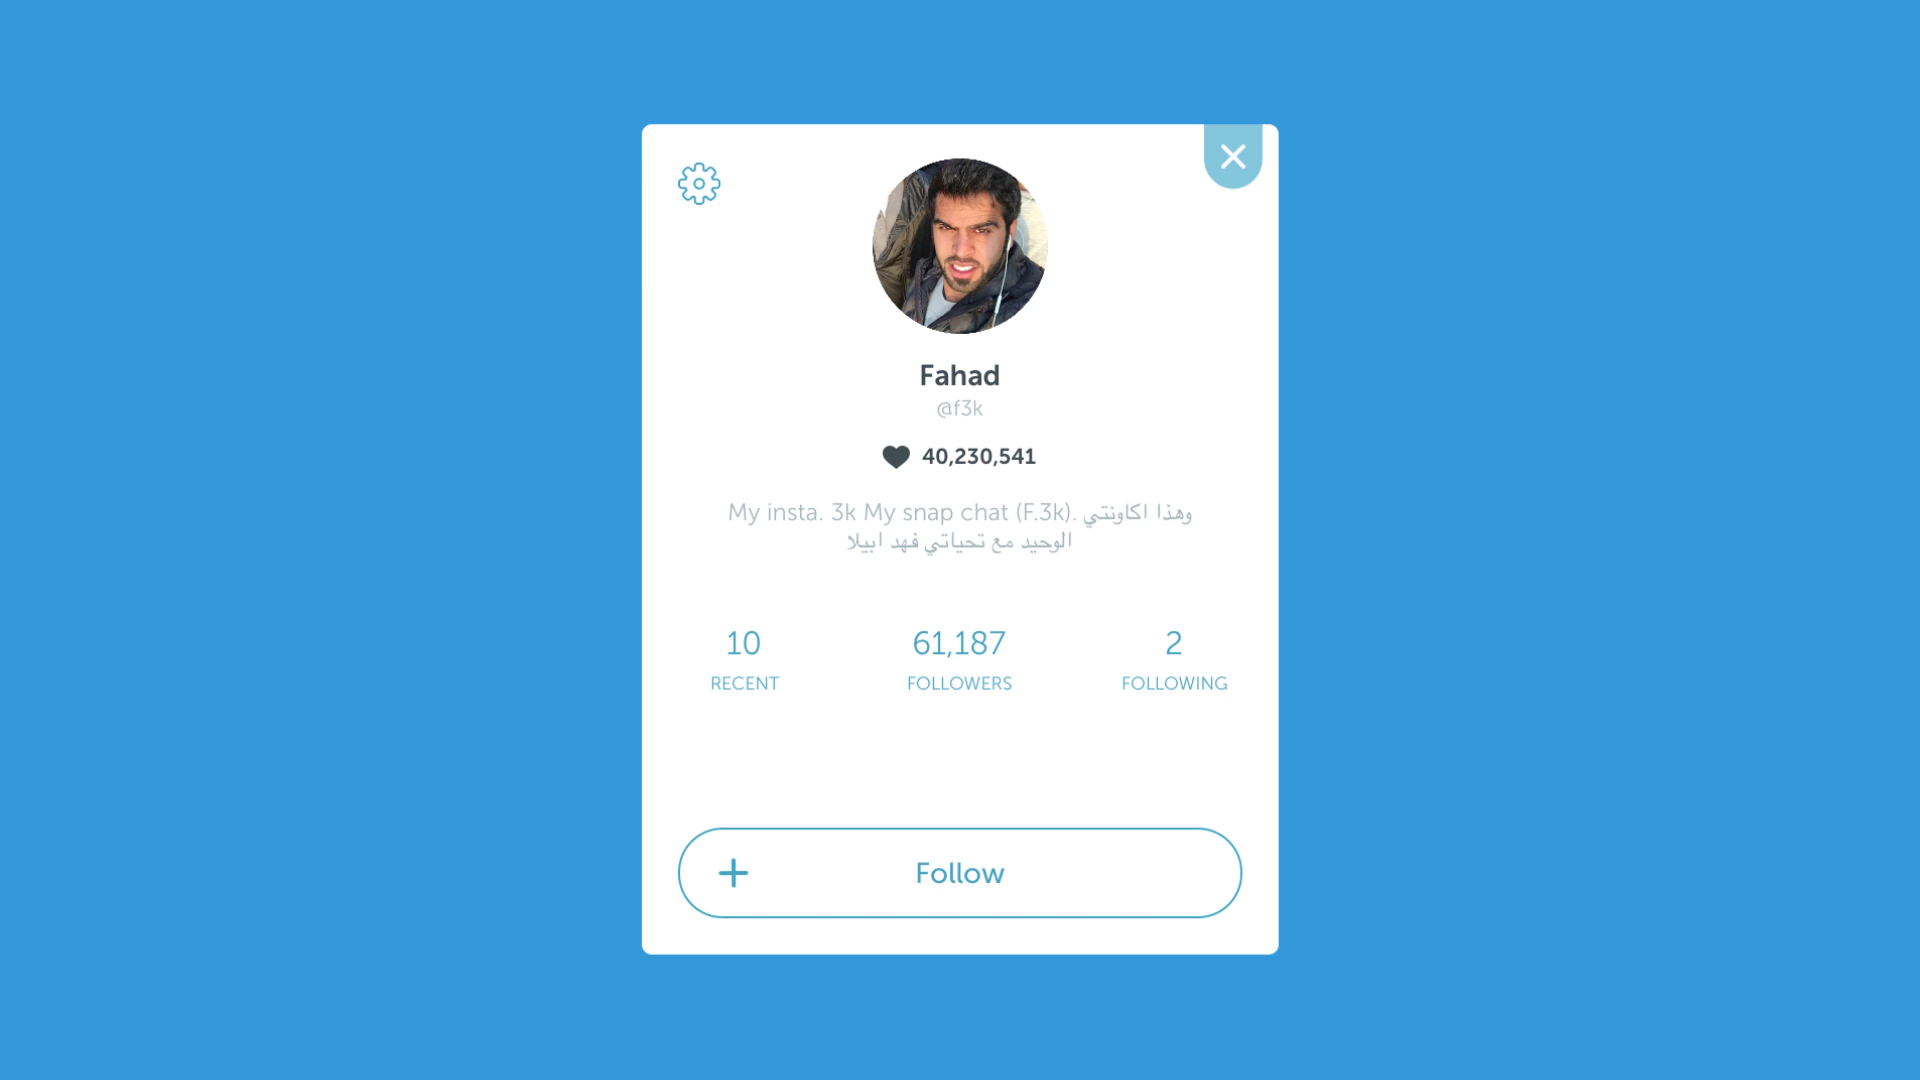 Fahad
@f3k
40,230,541
My insta. 3k My snap chat (F.3k). وهذا اكاونتي
الوحيد مع تحياتي فهد ابيلا
10 61,187 2
RECENT FOLLOWERS FOLLOWING
Follow